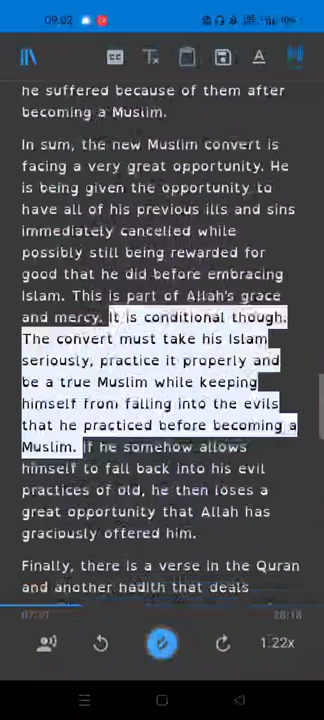 09.02
he suffered because of them after
becoming a Muslim.
In sum, the new Muslim convert is
facing a very great opportunity. He
is being given the opportunity to
have all of his previous ills and sins
immediately cancelled while
possibly still being rewarded for
good that he did before embracing
Islam. This is part of Allah's grace
and mercy. It is conditional though.
The convert must take his Islam
seriously, practice it properly and
be a true Muslim while keeping
himself from falling into the evils
that he practiced before becoming a
Muslim. If he somehow allows
himself to fall back into his evil
practices of old, he then loses a
great opportunity that Allah has
graciously offered him.
Finally, there is a verse in the Quran
and another hadith that deals
28:18
1.22x